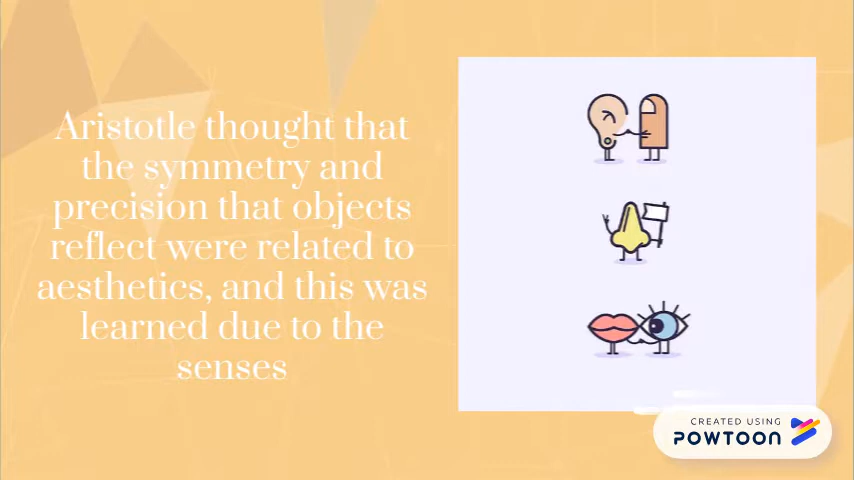 Aristotle thought that
the symmetry and
precision that objects
reflect were related to
aesthetics, and this was
learned due to the
senses
CREATED USING
POWTOON